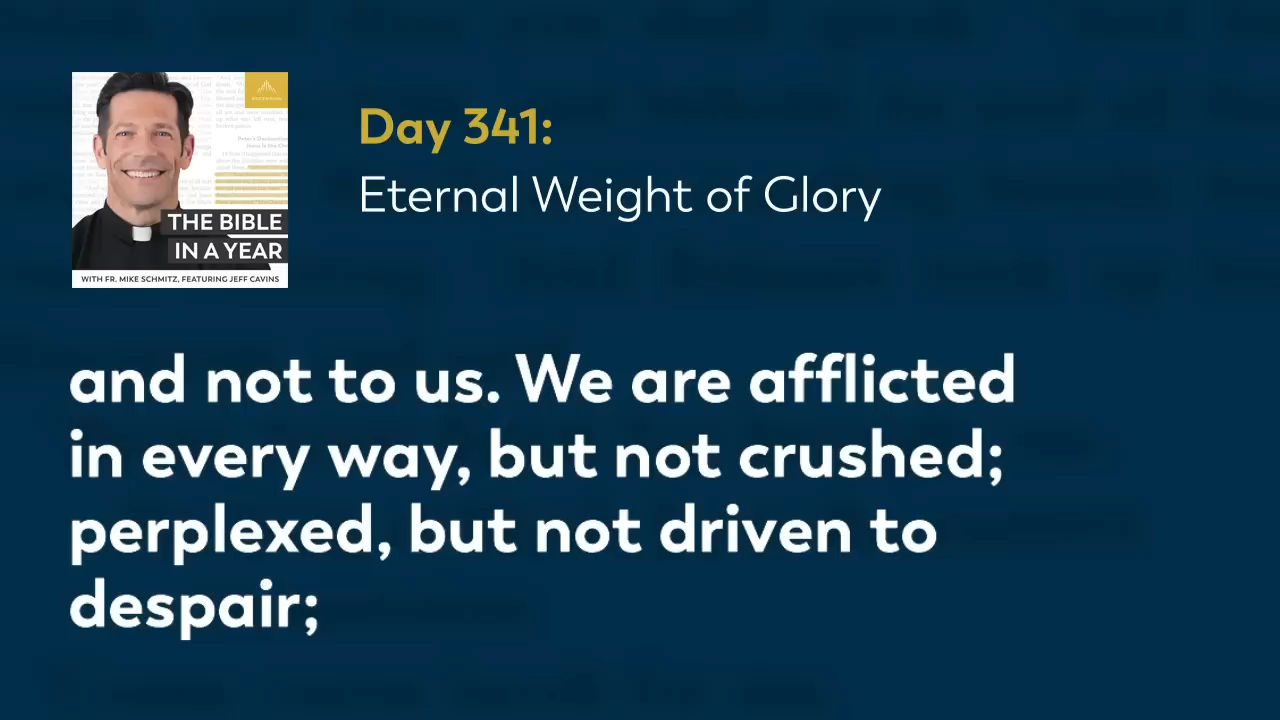 Day 341:
Eternal Weight of Glory
THE BIBLE
IN A YEAR
WITH FR. MIKE SCHMITZ, FEATURING JEFF CAVINS
and not to us. We are afflicted
in every way, but not crushed;
perplexed, but not driven to
despair;